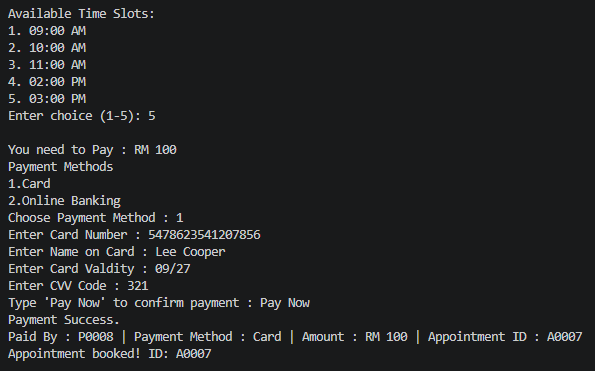 Available Time Slots:
1. 09:00 AM
2. 10:00 AM
3. 11:00 AM
4. 02:00 PM
5. 03:00 PM
Enter choice (1-5): 5
You need to Pay : RM 100
Payment Methods
1.Card
2.Online Banking
Choose Payment Method : 1
Enter Card Number : 5478623541207856
Enter Name on Card : Lee Cooper
Enter Card Valdity : 09/27
Enter CVV Code : 321
Type 'Pay Now' to confirm payment : Pay Now
Payment Success.
Paid By : P0008 | Payment Method : Card | Amount : RM 100 | Appointment ID : A0007
Appointment booked! ID: A0007